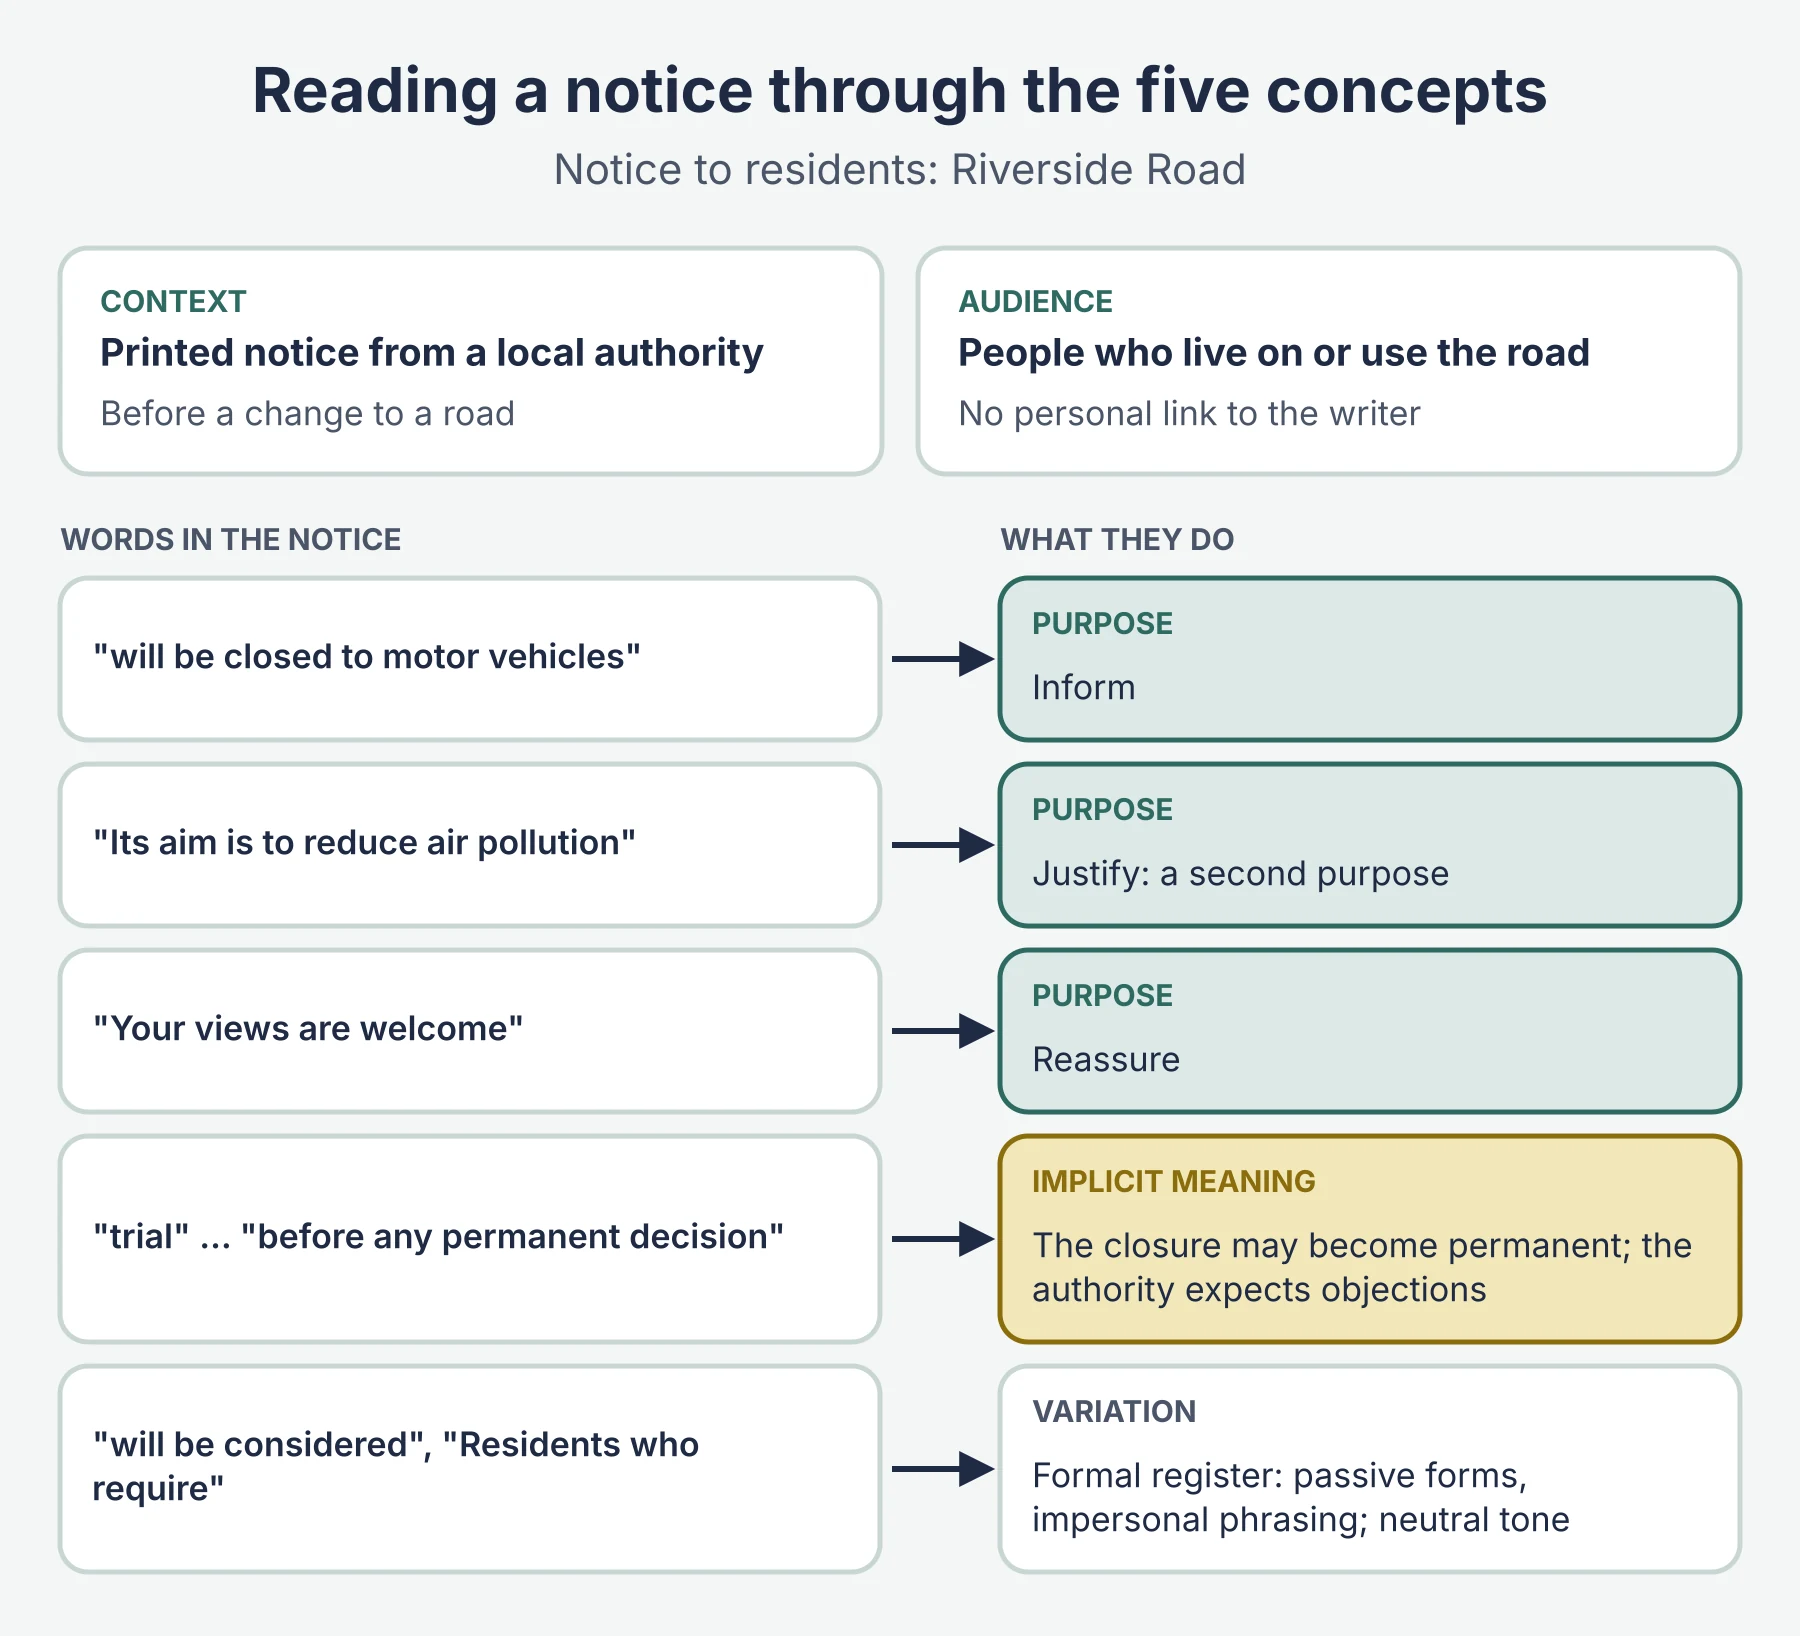 Reading a notice through the five concepts
Notice to residents: Riverside Road
CONTEXT
Printed notice from a local authority
Before a change to a road
AUDIENCE
People who live on or use the road
No personal link to the writer
WORDS IN THE NOTICE
WHAT THEY DO
"will be closed to motor vehicles"
PURPOSE
Inform
"Its aim is to reduce air pollution"
PURPOSE
Justify: a second purpose
"Your views are welcome"
PURPOSE
Reassure
"trial" ... "before any permanent decision"
IMPLICIT MEANING
The closure may become permanent; the
authority expects objections
"will be considered", "Residents who
require"
VARIATION
Formal register: passive forms,
impersonal phrasing; neutral tone